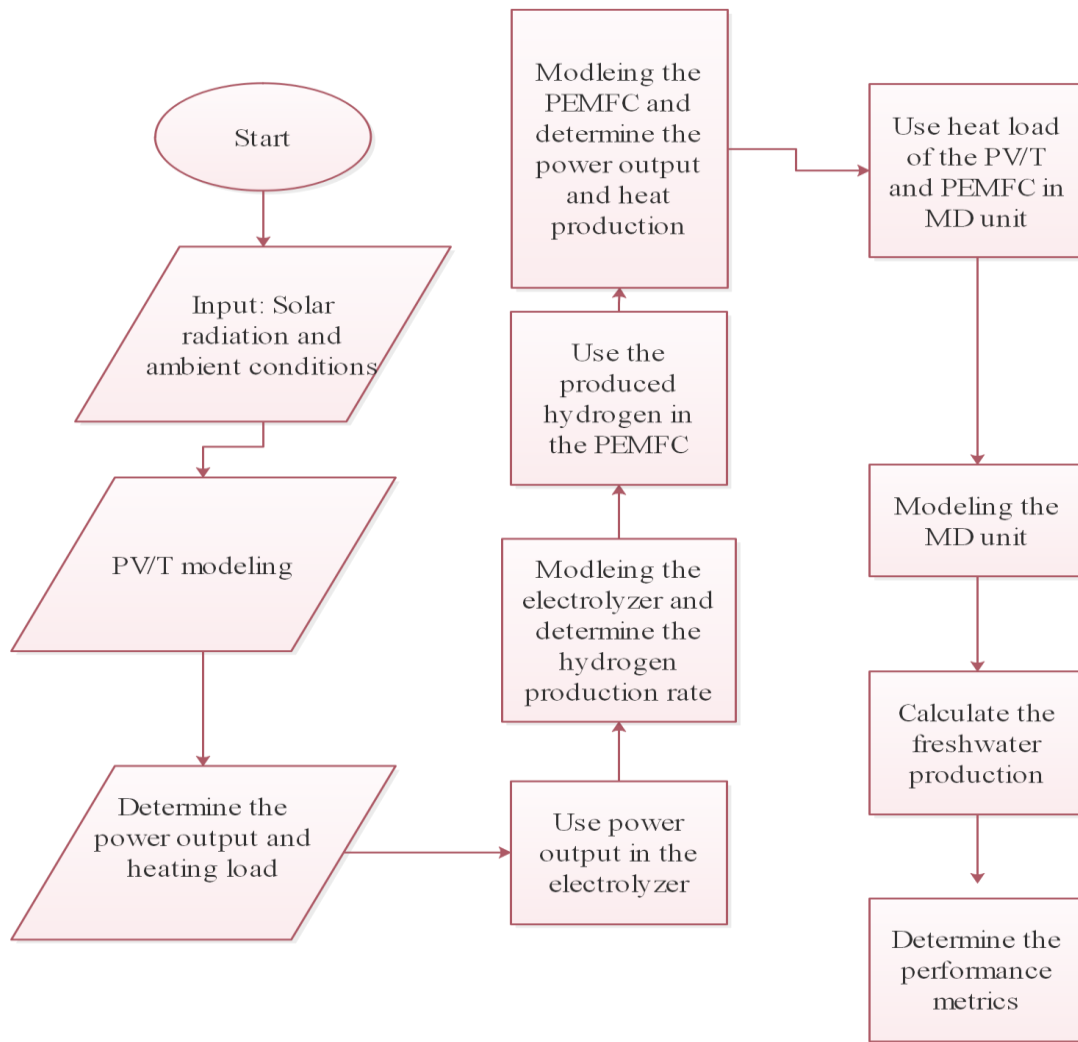 Start
Input: Solar
radiation and
ambient conditions
PV/T modeling
Determine the
power output and
heating load
Use power
output in the
electrolyzer
Modleing the
electrolyzer and
determine the
hydrogen
production rate
Use the
produced
hydrogen in
the PEMFC
Modleing the
PEMFC and
determine the
power output
and heat
production
Use heat load
of the PV/T
and PEMFC in
MD unit
Modeling the
MD unit
Calculate the
freshwater
production
Determine the
performance
metrics